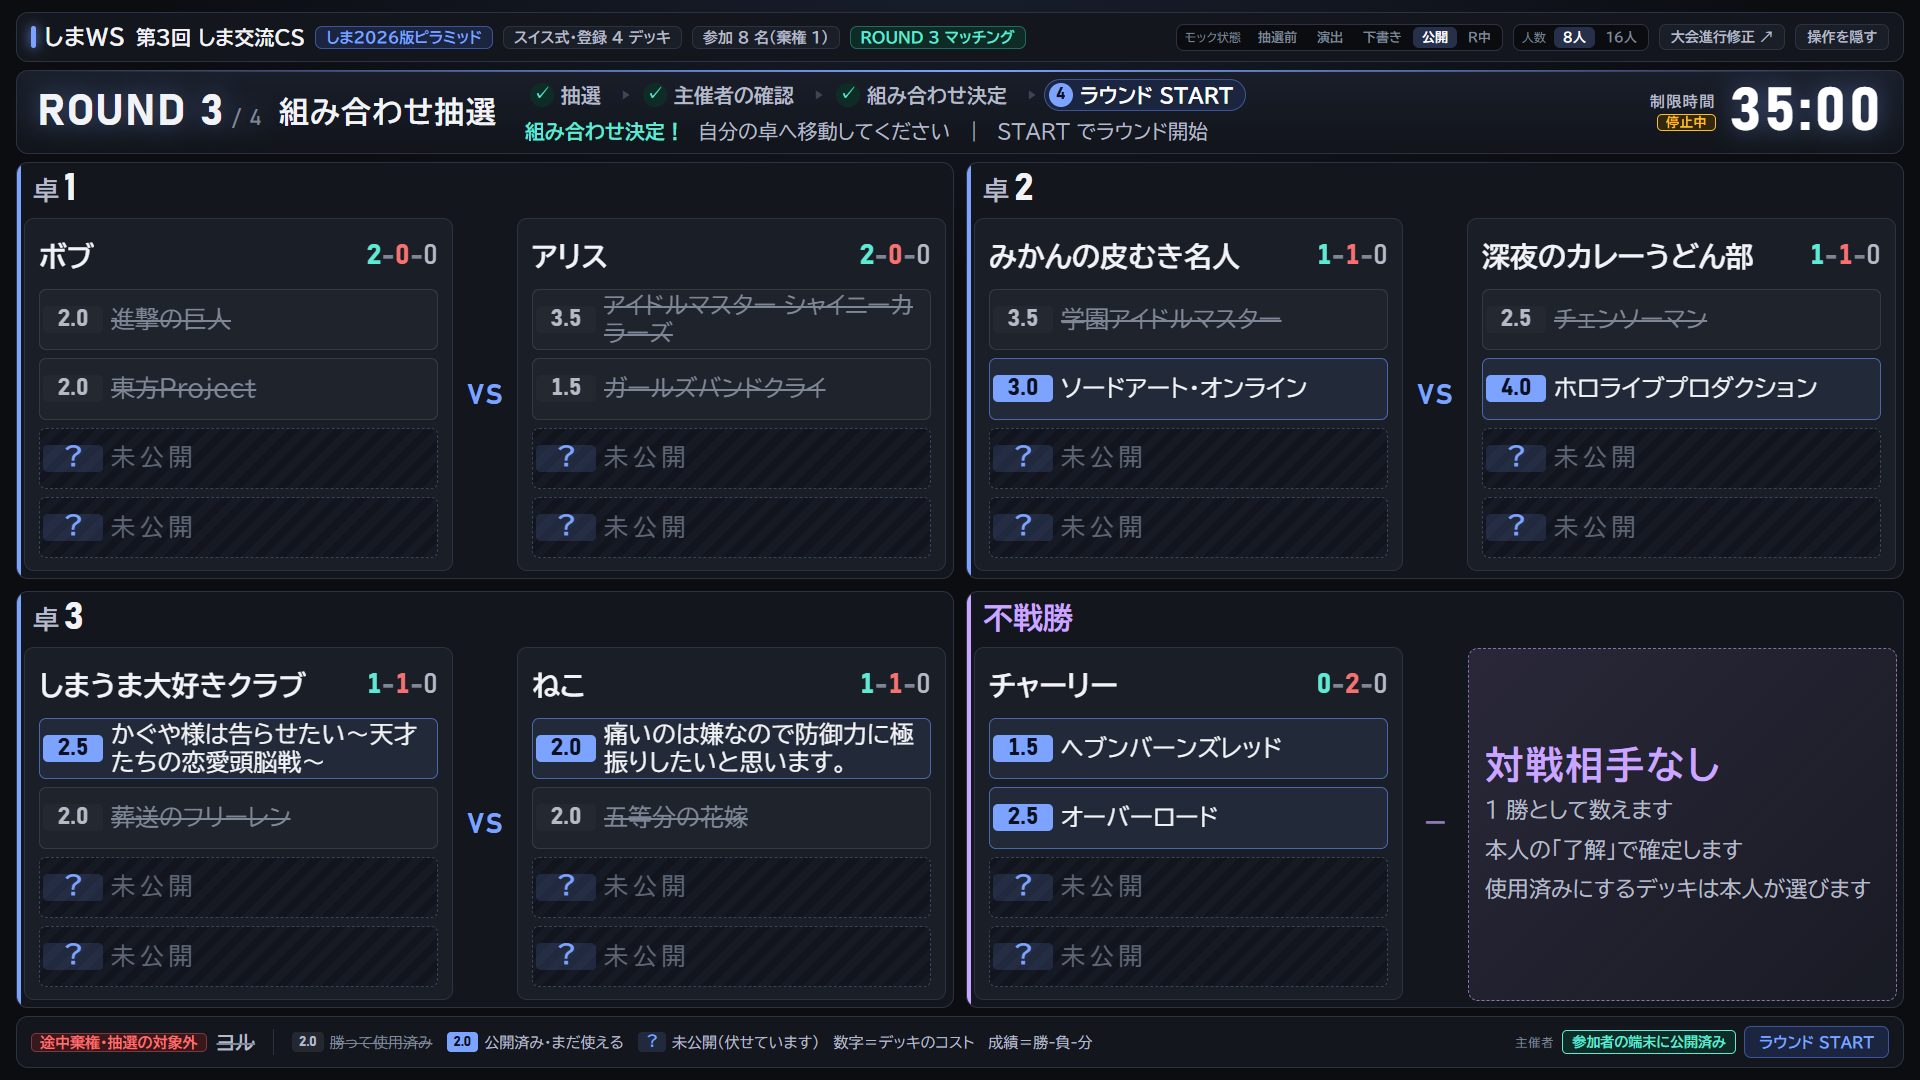 しまWS 第3回 しま交流CS しま2026版ピラミッド スイス式・登録 4 デッキ 参加 8 名(棄権 1) ROUND 3 マッチング モック状態 抽選前 演出 下書き 公開 R中 人数 8人 16人 大会進行修正 ↗ 操作を隠す
ROUND 3 / 4 組み合わせ抽選
✓ 抽選 ▸ ✓ 主催者の確認 ▸ ✓ 組み合わせ決定 ▸ 4 ラウンド START
組み合わせ決定! 自分の卓へ移動してください | START でラウンド開始
制限時間 停止中 35:00
卓 1
ボブ 2-0-0
2.0 進撃の巨人
2.0 東方Project
? 未公開
? 未公開
VS
アリス 2-0-0
3.5 アイドルマスター シャイニーカ
ラーズ
1.5 ガールズバンドクライ
? 未公開
? 未公開
卓 2
みかんの皮むき名人 1-1-0
3.5 学園アイドルマスター
3.0 ソードアート・オンライン
? 未公開
? 未公開
VS
深夜のカレーうどん部 1-1-0
2.5 チェンソーマン
4.0 ホロライブプロダクション
? 未公開
? 未公開
卓 3
しまうま大好きクラブ 1-1-0
2.5 かぐや様は告らせたい～天才
たちの恋愛頭脳戦～
2.0 葬送のフリーレン
? 未公開
? 未公開
VS
ねこ 1-1-0
2.0 痛いのは嫌なので防御力に極
振りしたいと思います。
2.0 五等分の花嫁
? 未公開
? 未公開
不戦勝
チャーリー 0-2-0
1.5 ヘブンバーンズレッド
2.5 オーバーロード
? 未公開
? 未公開
—
対戦相手なし
1 勝として数えます
本人の「了解」で確定します
使用済みにするデッキは本人が選びます
途中棄権・抽選の対象外 ヨル 2.0 勝って使用済み 2.0 公開済み・まだ使える ? 未公開(伏せています) 数字=デッキのコスト 成績=勝-負-分 主催者 参加者の端末に公開済み ラウンド START